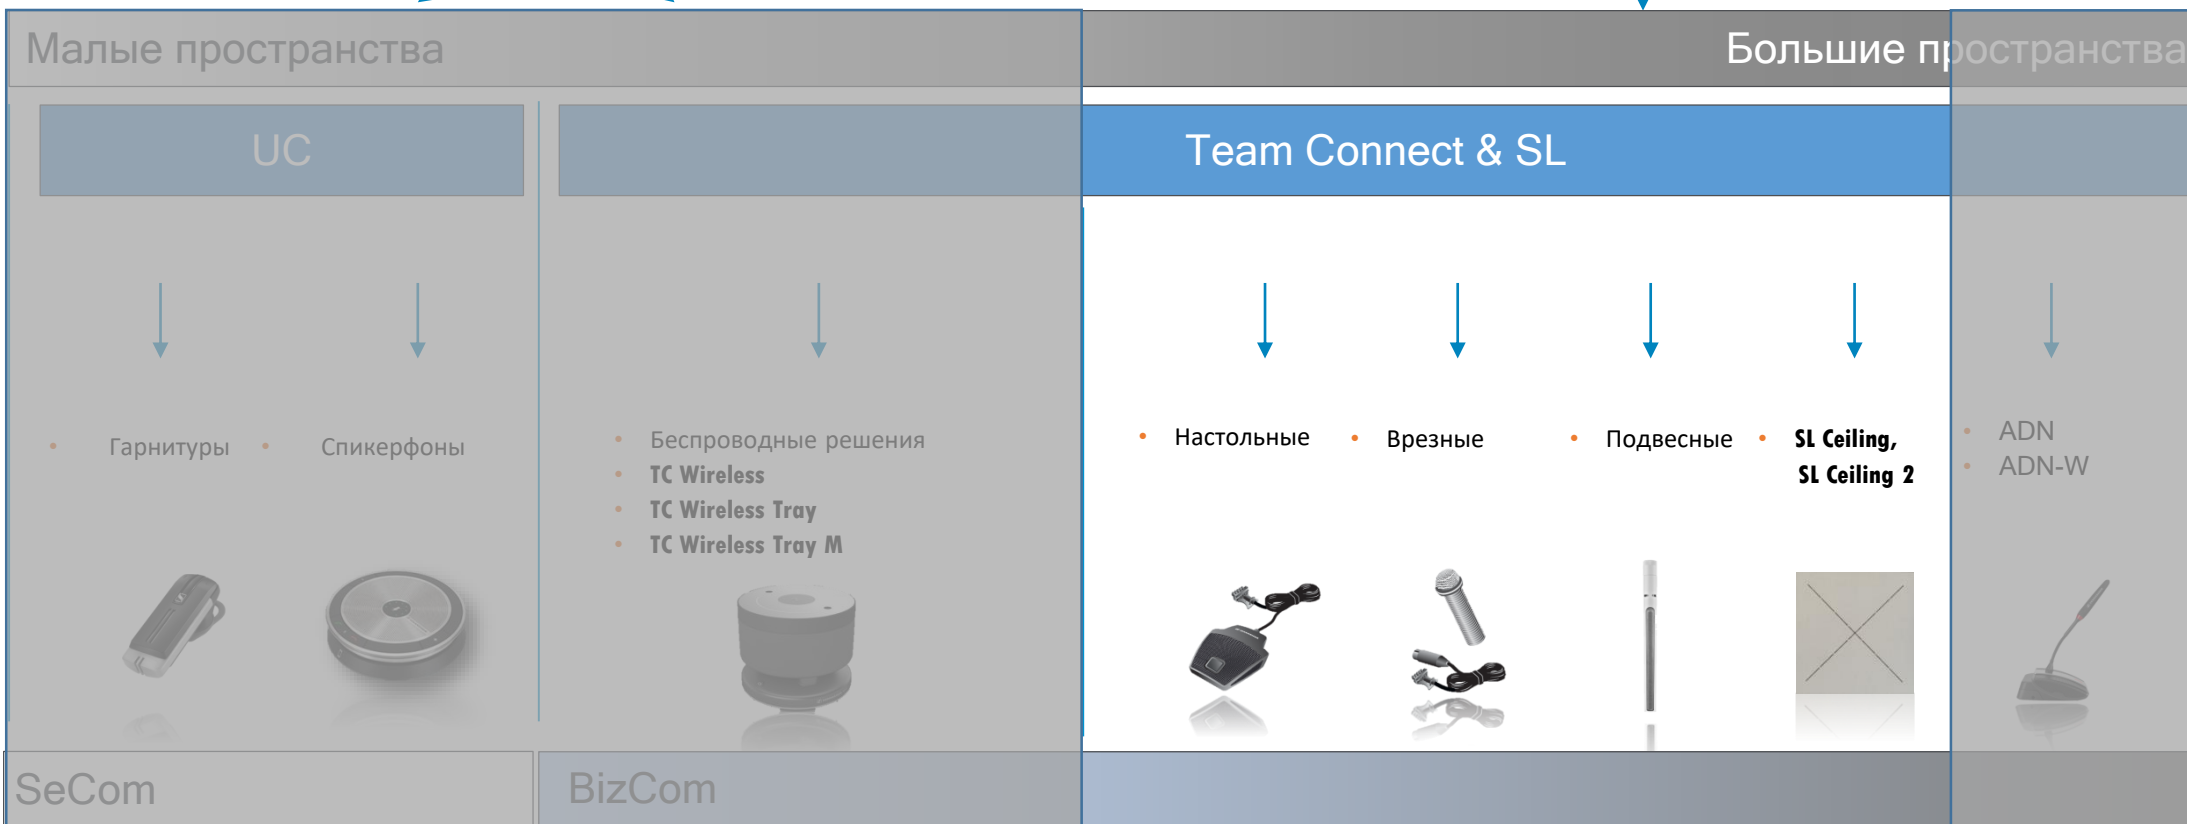 Малые пространства
Большие пространства
UC
Team Connect & SL
• Гарнитуры
• Спикерфоны
• Беспроводные решения
• TC Wireless
• TC Wireless Tray
• TC Wireless Tray M
• Настольные
• Врезные
• Подвесные
• SL Ceiling,
SL Ceiling 2
• ADN
• ADN-W
SeCom
BizCom